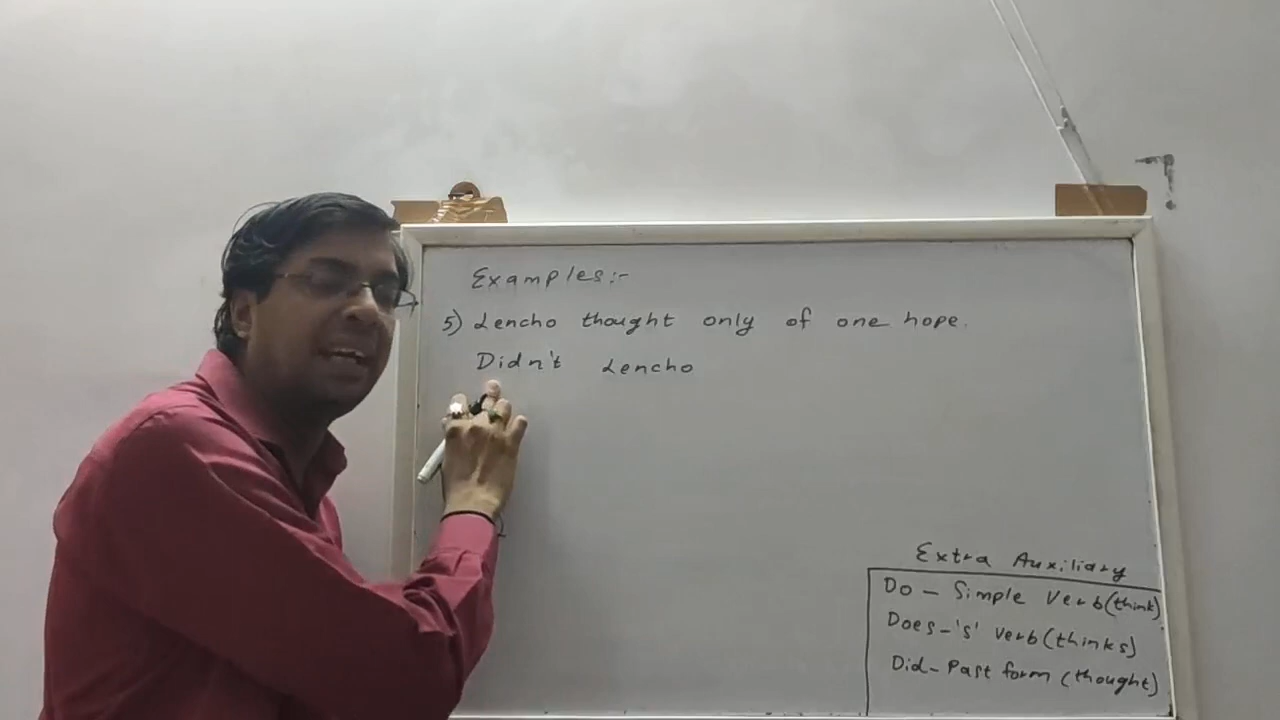 Examples:-
5) Lencho thought only of one hope.
Didn't Lencho
Extra Auxiliary
Do - Simple Verb(think)
Does-'s' verb(thinks)
Did-Past form (thought)